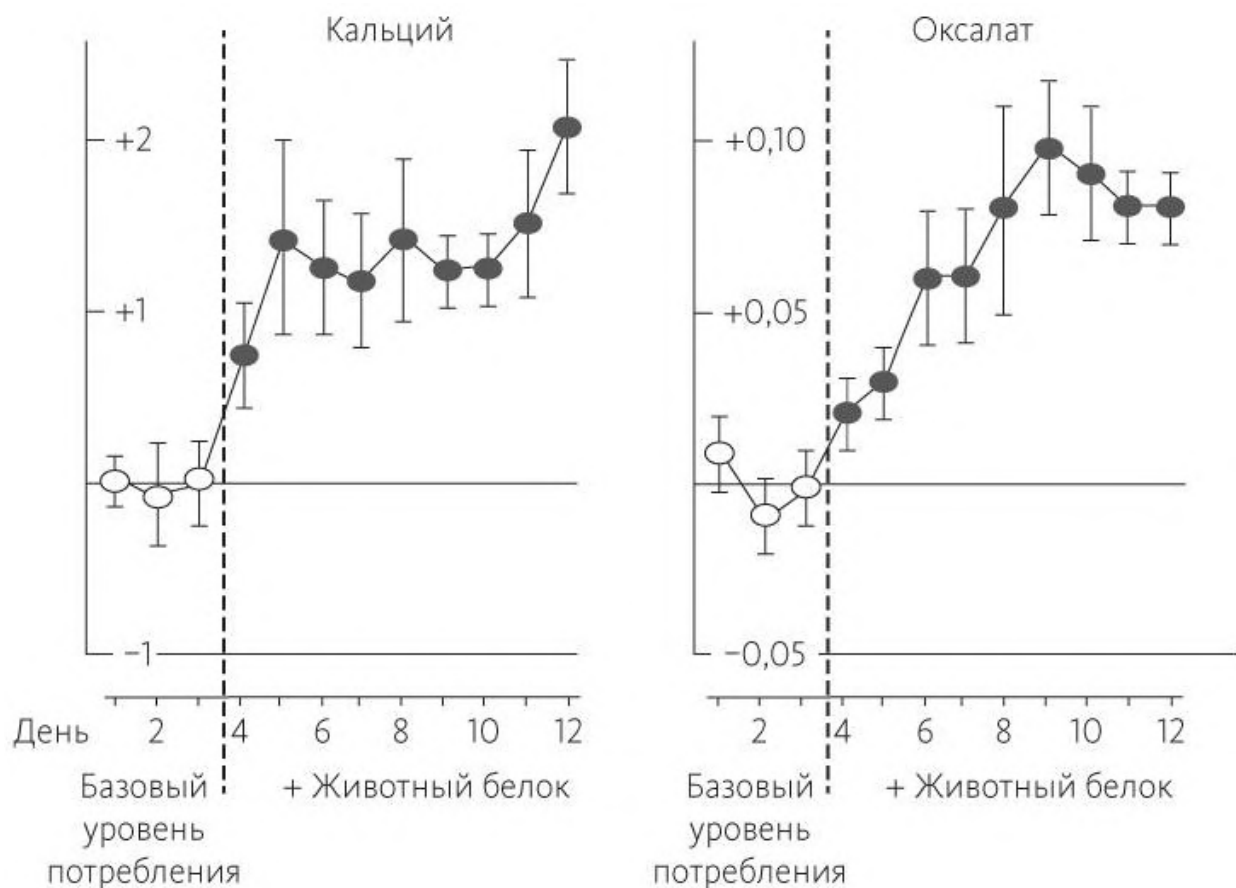 Кальций
+2
+1
−1
День 2 4 6 8 10 12
Базовый
уровень
потребления
+ Животный белок
Оксалат
+0,10
+0,05
−0,05
2 4 6 8 10 12
Базовый
уровень
потребления
+ Животный белок